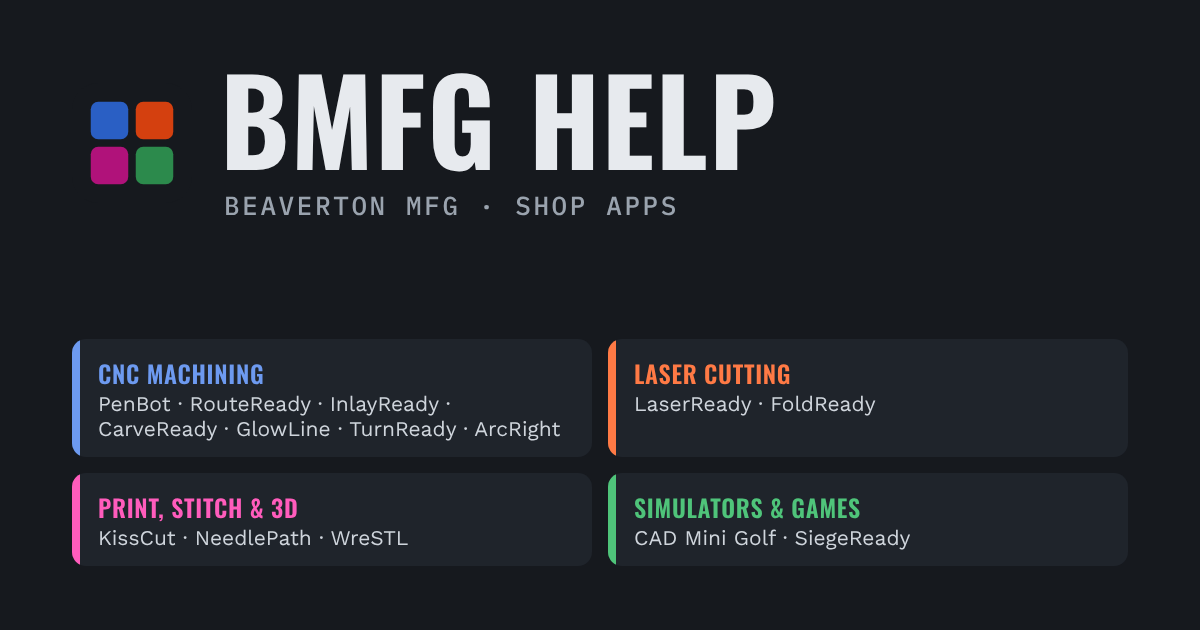 BMFG HELP
BEAVERTON MFG · SHOP APPS
CNC MACHINING
PenBot · RouteReady · InlayReady ·
CarveReady · GlowLine · TurnReady · ArcRight
LASER CUTTING
LaserReady · FoldReady
PRINT, STITCH & 3D
KissCut · NeedlePath · WreSTL
SIMULATORS & GAMES
CAD Mini Golf · SiegeReady